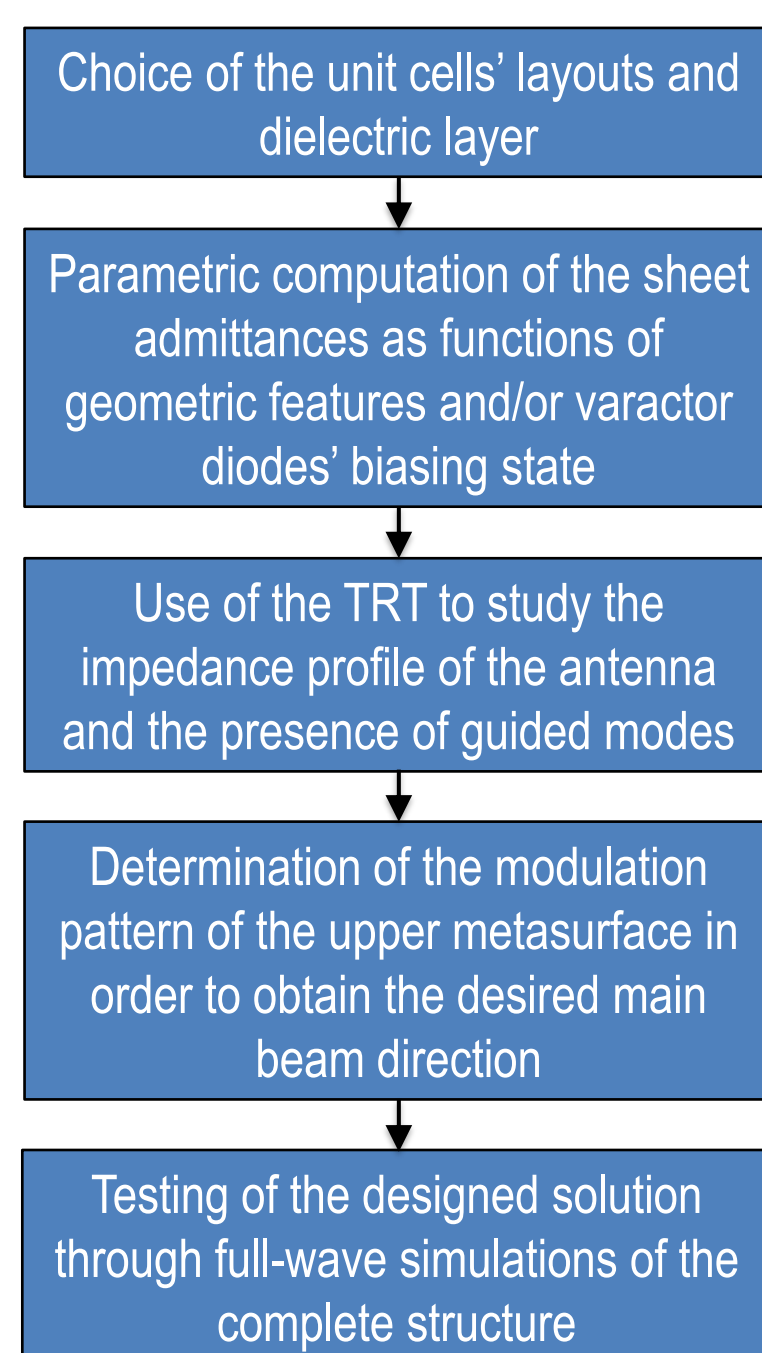 Choice of the unit cells’ layouts and
dielectric layer
Parametric computation of the sheet
admittances as functions of
geometric features and/or varactor
diodes’ biasing state
Use of the TRT to study the
impedance profile of the antenna
and the presence of guided modes
Determination of the modulation
pattern of the upper metasurface in
order to obtain the desired main
beam direction
Testing of the designed solution
through full-wave simulations of the
complete structure